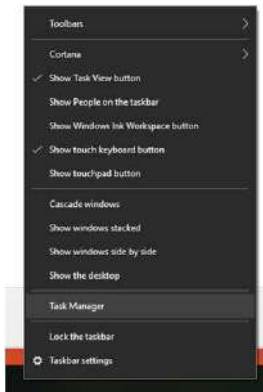 Toolbars
Cortana
Show Task View button
Show People on the taskbar
Show Windows Ink Workspace button
Show touch keyboard button
Show touchpad button
Cascade windows
Show windows stacked
Show windows side by side
Show the desktop
Task Manager
Lock the taskbar
Taskbar settings